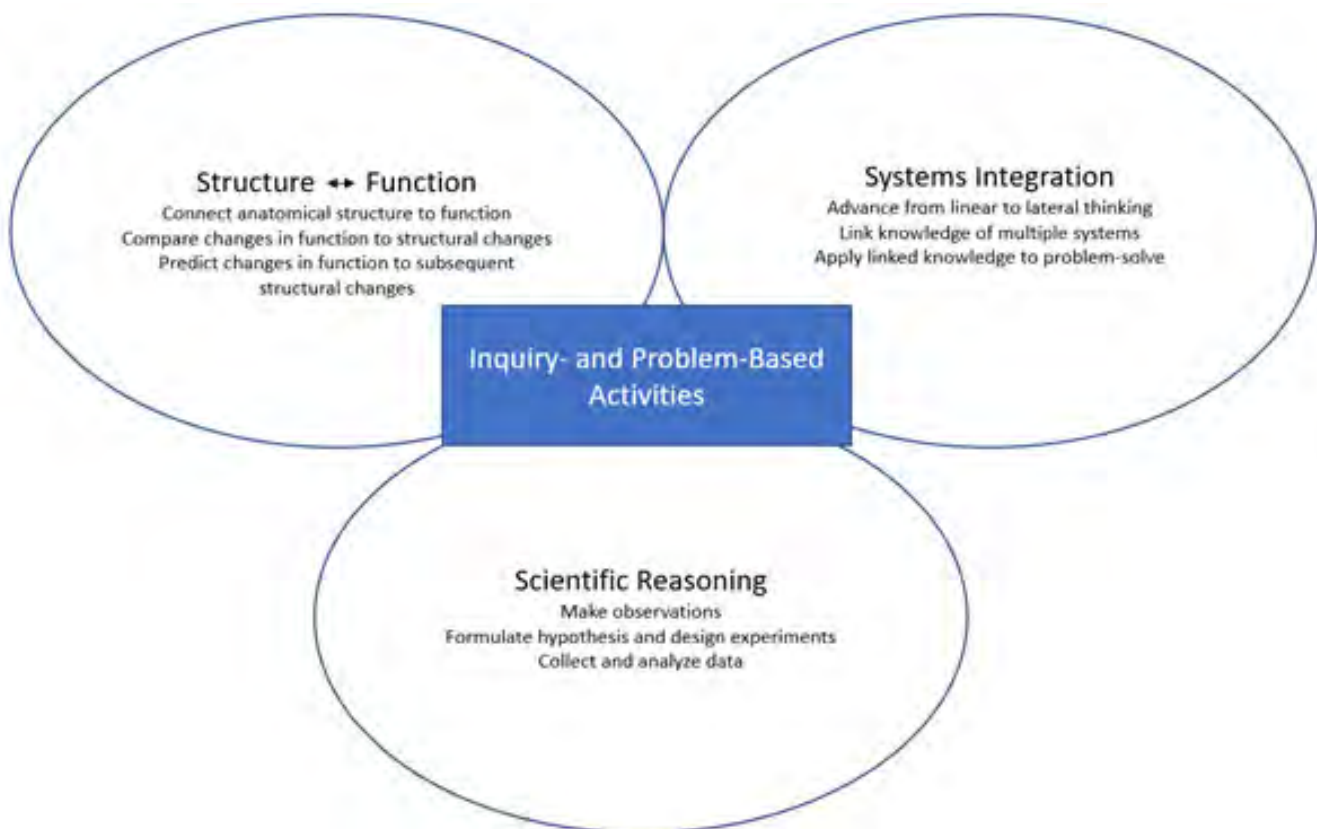 Structure ↔ Function
Connect anatomical structure to function
Compare changes in function to structural changes
Predict changes in function to subsequent
structural changes
Systems Integration
Advance from linear to lateral thinking
Link knowledge of multiple systems
Apply linked knowledge to problem-solve
Inquiry- and Problem-Based
Activities
Scientific Reasoning
Make observations
Formulate hypothesis and design experiments
Collect and analyze data